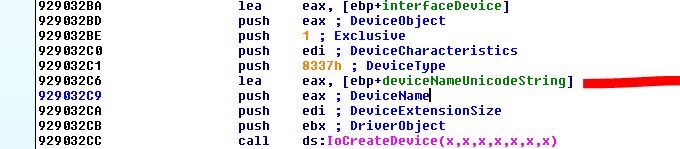 929032BA lea eax, [ebp+interfaceDevice]
929032BD push eax ; DeviceObject
929032BE push 1 ; Exclusive
929032C0 push edi ; DeviceCharacteristics
929032C1 push 8337h ; DeviceType
929032C6 lea eax, [ebp+deviceNameUnicodeString]
929032C9 push eax ; DeviceName
929032CA push edi ; DeviceExtensionSize
929032CB push ebx ; DriverObject
929032CC call ds:IoCreateDevice(x,x,x,x,x,x,x)